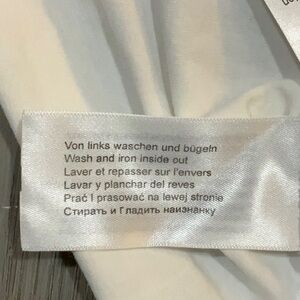 Von links waschen und bügeln
Wash and iron inside out
Laver et repasser sur l'envers
Lavar y planchar del reves
Prać I prasować na lewej stronie
Стирать и гладить наизнанку